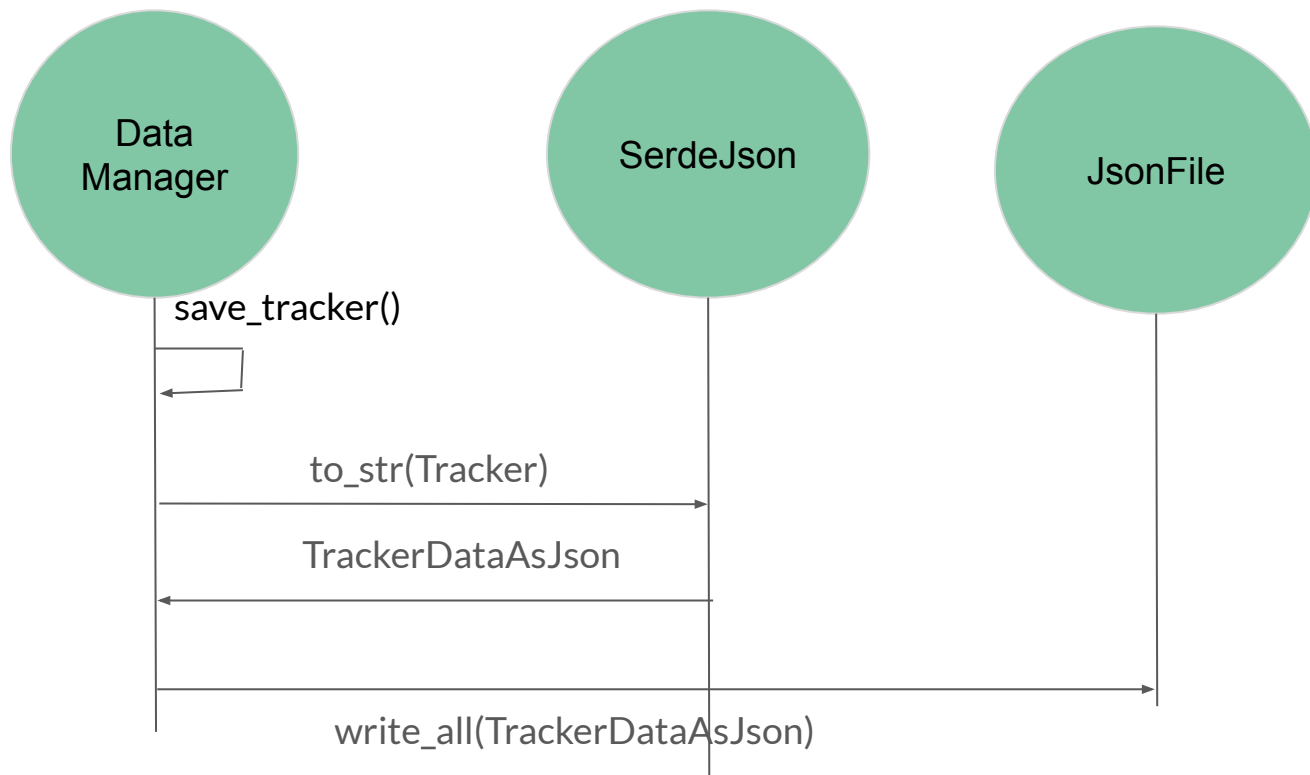 Data
Manager
SerdeJson
JsonFile
save_tracker()
to_str(Tracker)
TrackerDataAsJson
write_all(TrackerDataAsJson)